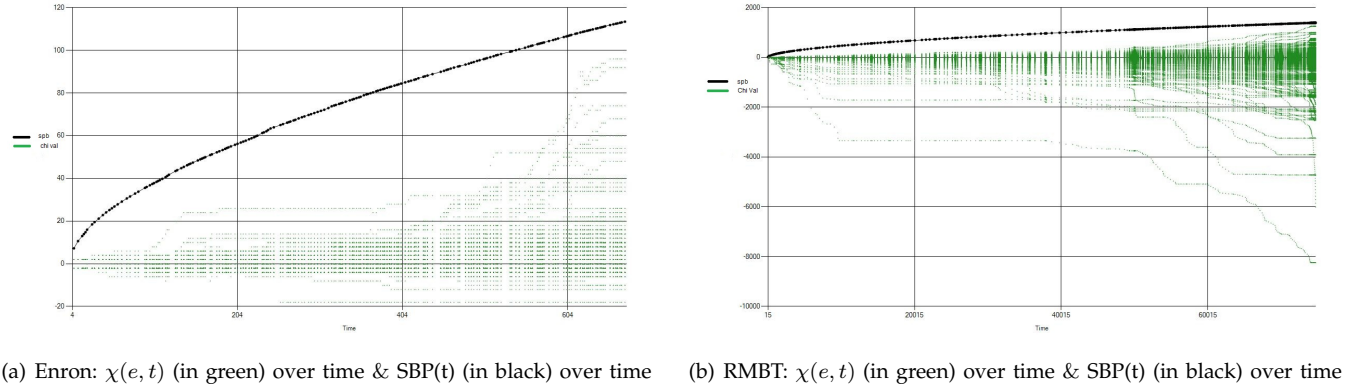 120
100
80
60
40
20
0
-20
4
204
404
604
Time
spb
chi val
2000
0
-2000
-4000
-6000
-8000
-10000
15
20015
40015
60015
Time
spb
Chi Val
(a) Enron: χ(e, t) (in green) over time & SBP(t) (in black) over time
(b) RMBT: χ(e, t) (in green) over time & SBP(t) (in black) over time